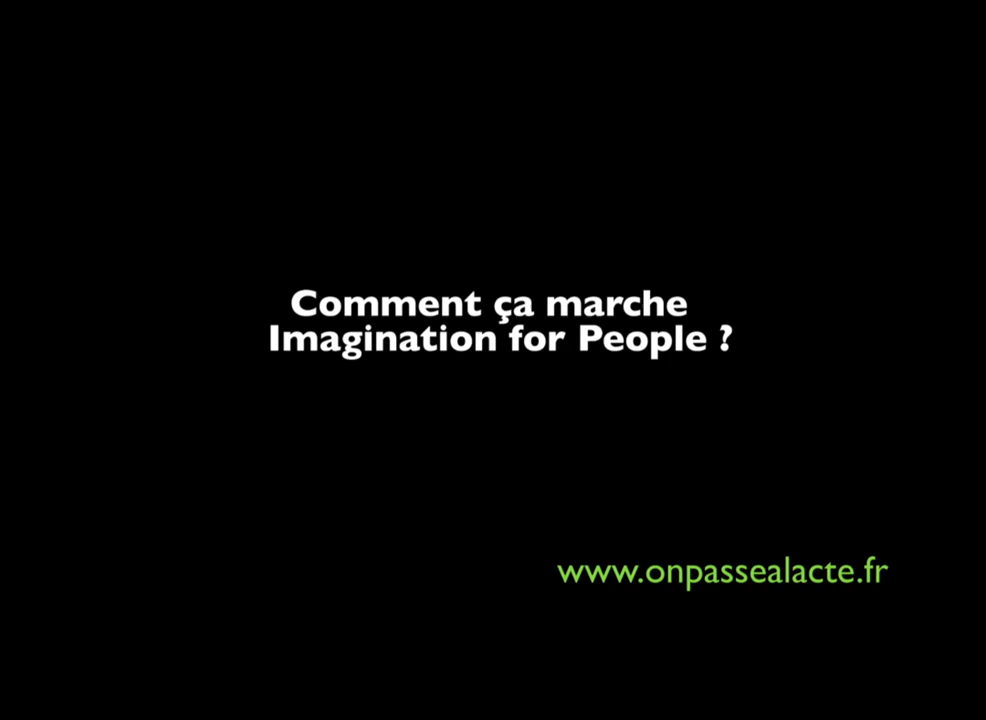 Comment ça marche
Imagination for People ?
www.onpassealacte.fr